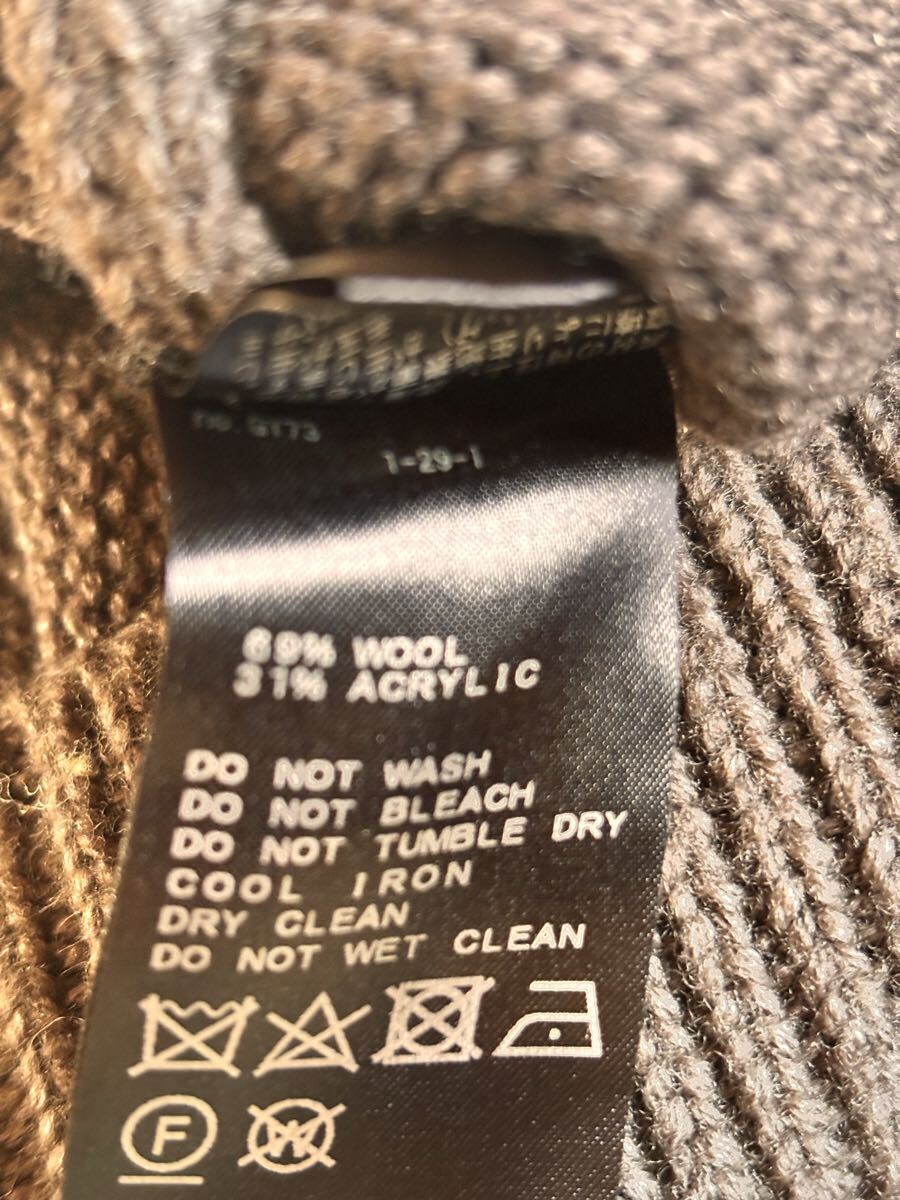 1-29-1
69% WOOL
31% ACRYLIC
DO NOT WASH
DO NOT BLEACH
DO NOT TUMBLE DRY
COOL IRON
DRY CLEAN
DO NOT WET CLEAN
F
W